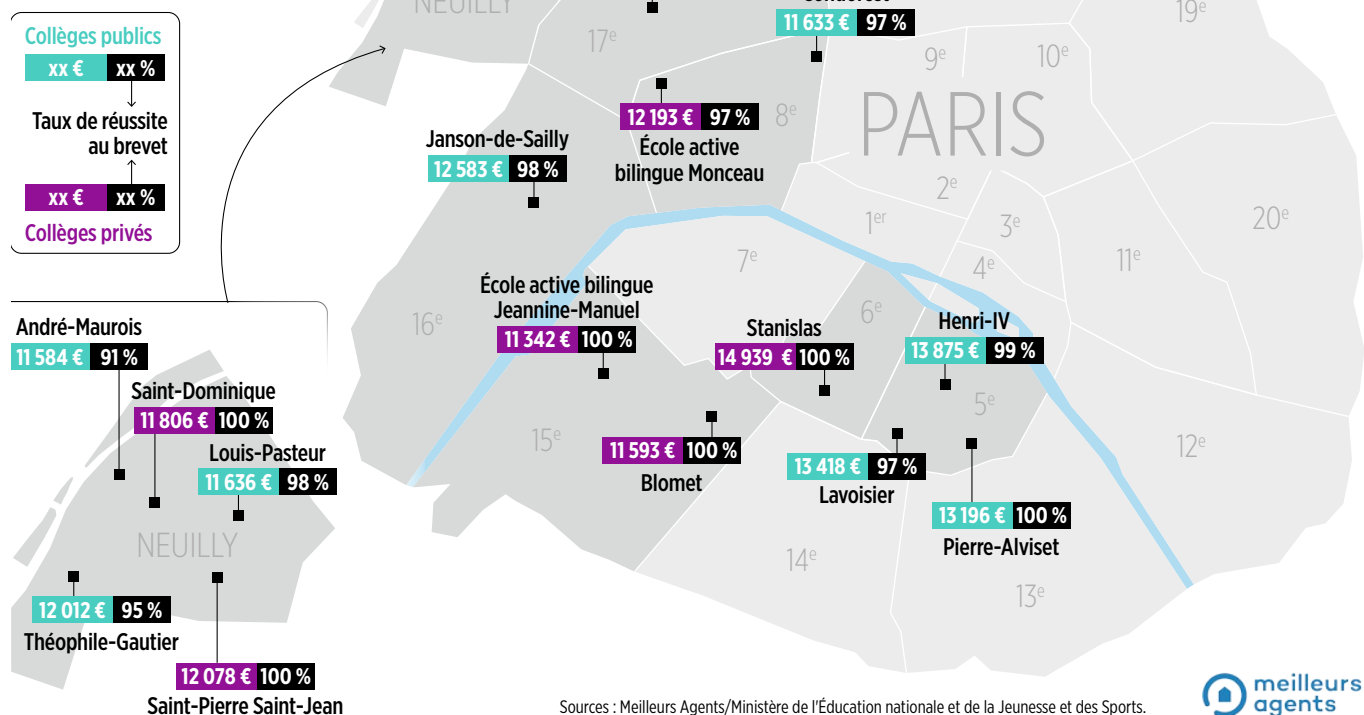 NEUILLY
11 633 € 97 %
19e
17e
9e
10e
Collèges publics
xx € xx %
Taux de réussite
au brevet
xx € xx %
Collèges privés
12 193 € 97 %
École active
bilingue Monceau
8e
PARIS
Janson-de-Sailly
12 583 € 98 %
2e
1er
3e
20e
7e
4e
11e
16e
École active bilingue
Jeannine-Manuel
11 342 € 100 %
6e
Stanislas
14 939 € 100 %
Henri-IV
13 875 € 99 %
5e
André-Maurois
11 584 € 91 %
Saint-Dominique
11 806 € 100 %
Louis-Pasteur
11 636 € 98 %
NEUILLY
15e
11 593 € 100 %
Blomet
13 418 € 97 %
Lavoisier
12e
13 196 € 100 %
Pierre-Alviset
14e
13e
12 012 € 95 %
Théophile-Gautier
12 078 € 100 %
Saint-Pierre Saint-Jean
Sources : Meilleurs Agents/Ministère de l'Éducation nationale et de la Jeunesse et des Sports.
meilleurs
agents